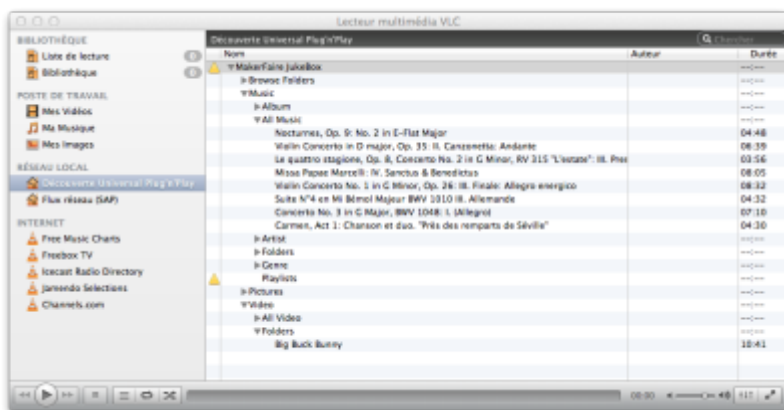 Lecteur multimédia VLC
BIBLIOTHÈQUE
Liste de lecture 0
Bibliothèque 0
POSTE DE TRAVAIL
Mes Vidéos
Ma Musique
Mes Images
RÉSEAU LOCAL
Découverte Universal Plug'n'Play
Flux réseau (SAP)
INTERNET
Free Music Charts
Freebox TV
Icecast Radio Directory
Jamendo Selections
Channels.com
Découverte Universal Plug'n'Play Chercher
Nom Auteur Durée
MakerFaire JukeBox --:--
Browse Folders --:--
Music --:--
Album --:--
All Music --:--
Nocturnes, Op. 9: No. 2 in E-Flat Major 04:48
Violin Concerto in D major, Op. 35: II. Canzonetta: Andante 06:39
Le quattro stagione, Op. 8, Concerto No. 2 in G Minor, RV 315 "L'estate": III. Pres 03:56
Missa Papae Marcelli: IV. Sanctus & Benedictus 08:05
Violin Concerto No. 1 in G Minor, Op. 26: III. Finale: Allegro energico 08:32
Suite N°4 en Mi Bémol Majeur BWV 1010 III. Allemande 04:32
Concerto No. 3 in G Major, BWV 1048: I. (Allegro) 07:10
Carmen, Act 1: Chanson et duo. "Près des remparts de Séville" 04:30
Artist --:--
Folders --:--
Genre --:--
Playlists --:--
Pictures --:--
Video --:--
All Video --:--
Folders --:--
Big Buck Bunny 10:41
00:00